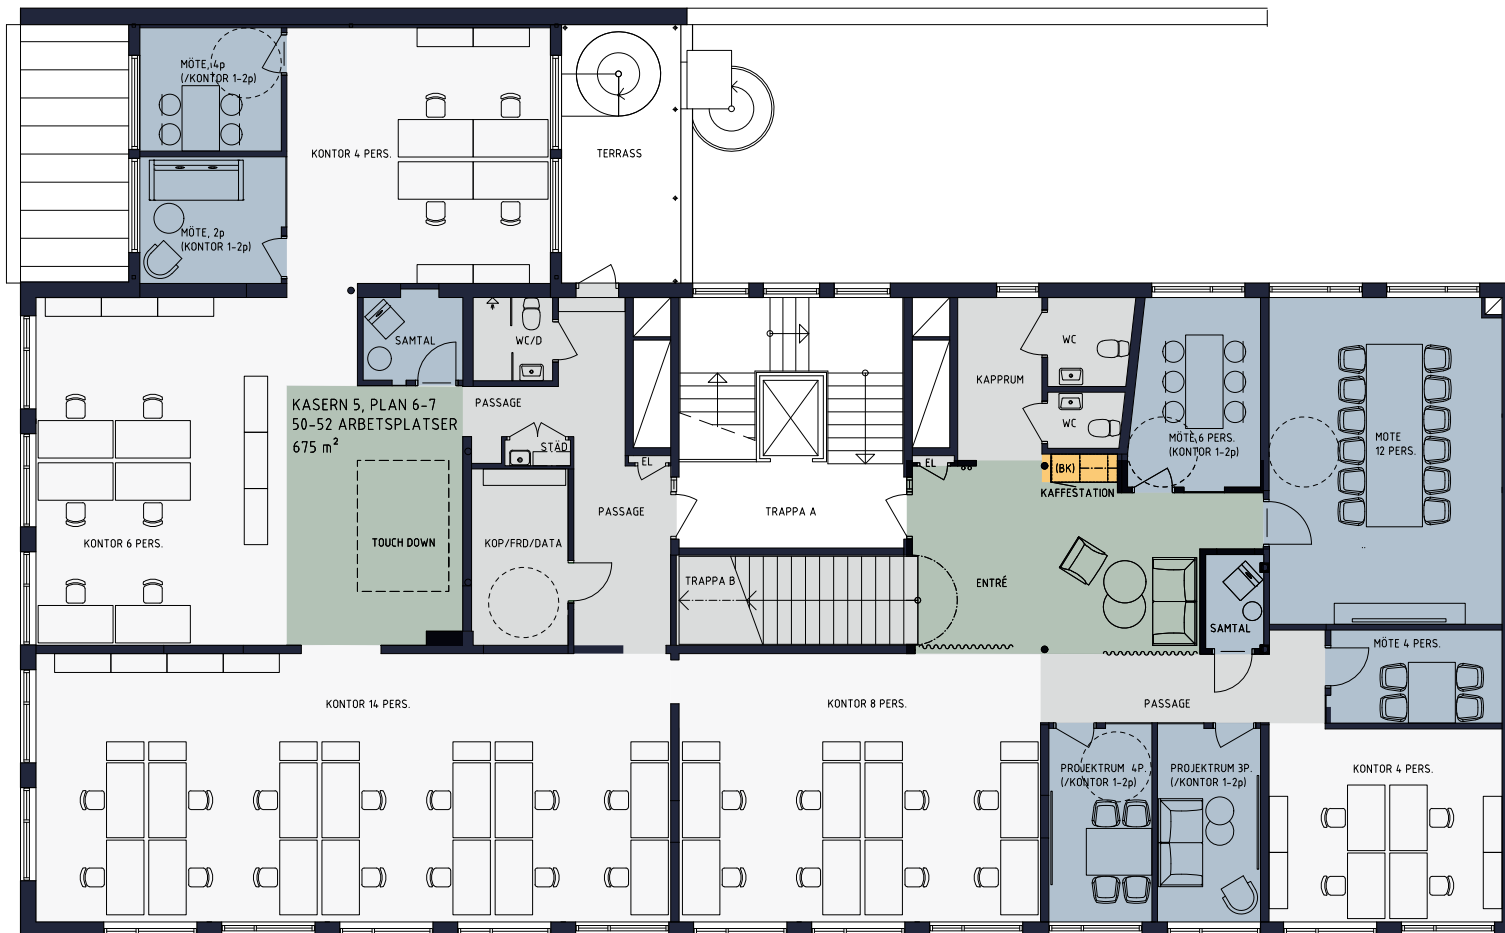 MÖTE, 4p
(/KONTOR 1-2p)
KONTOR 4 PERS.
TERRASS
MÖTE, 2p
(KONTOR 1-2p)
SAMTAL
WC/D
WC
KAPPRUM
PASSAGE
KASERN 5, PLAN 6-7
50-52 ARBETSPLATSER
675 m²
STÄD
WC
MÖTE, 6 PERS.
(KONTOR 1-2p)
MÖTE
12 PERS.
EL
EL
(BK)
KAFFESTATION
PASSAGE
TRAPPA A
KONTOR 6 PERS.
TOUCH DOWN
KOP/FRD/DATA
TRAPPA B
ENTRÉ
SAMTAL
MÖTE 4 PERS.
KONTOR 14 PERS.
KONTOR 8 PERS.
PASSAGE
PROJEKTRUM 4P.
(/KONTOR 1-2p)
PROJEKTRUM 3P.
(/KONTOR 1-2p)
KONTOR 4 PERS.